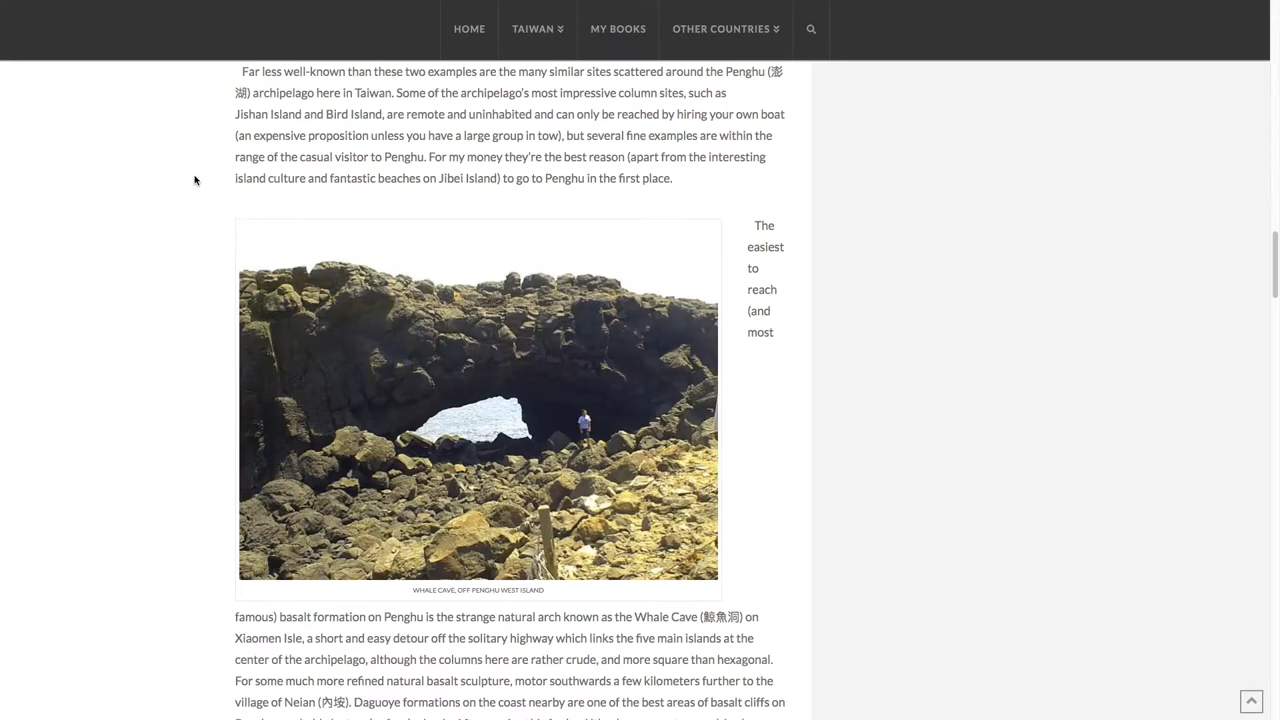 HOME TAIWAN MY BOOKS OTHER COUNTRIES
Far less well-known than these two examples are the many similar sites scattered around the Penghu (澎
湖) archipelago here in Taiwan. Some of the archipelago's most impressive column sites, such as
Jishan Island and Bird Island, are remote and uninhabited and can only be reached by hiring your own boat
(an expensive proposition unless you have a large group in tow), but several fine examples are within the
range of the casual visitor to Penghu. For my money they're the best reason (apart from the interesting
island culture and fantastic beaches on Jibei Island) to go to Penghu in the first place.
The
easiest
to
reach
(and
most
WHALE CAVE, OFF PENGHU WEST ISLAND
famous) basalt formation on Penghu is the strange natural arch known as the Whale Cave (鯨魚洞) on
Xiaomen Isle, a short and easy detour off the solitary highway which links the five main islands at the
center of the archipelago, although the columns here are rather crude, and more square than hexagonal.
For some much more refined natural basalt sculpture, motor southwards a few kilometers further to the
village of Neian (內垵). Daguoye formations on the coast nearby are one of the best areas of basalt cliffs on